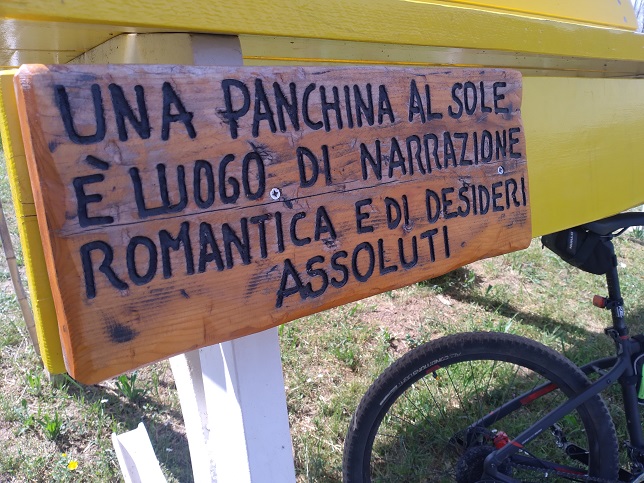 UNA PANCHINA AL SOLE
È LUOGO DI NARRAZIONE
ROMANTICA E DI DESIDERI
ASSOLUTI